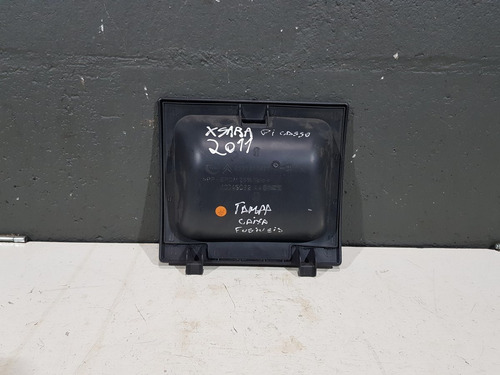 XSARA PiCASSO
2011
TAMPA
CAIXA
FUSIVEIS